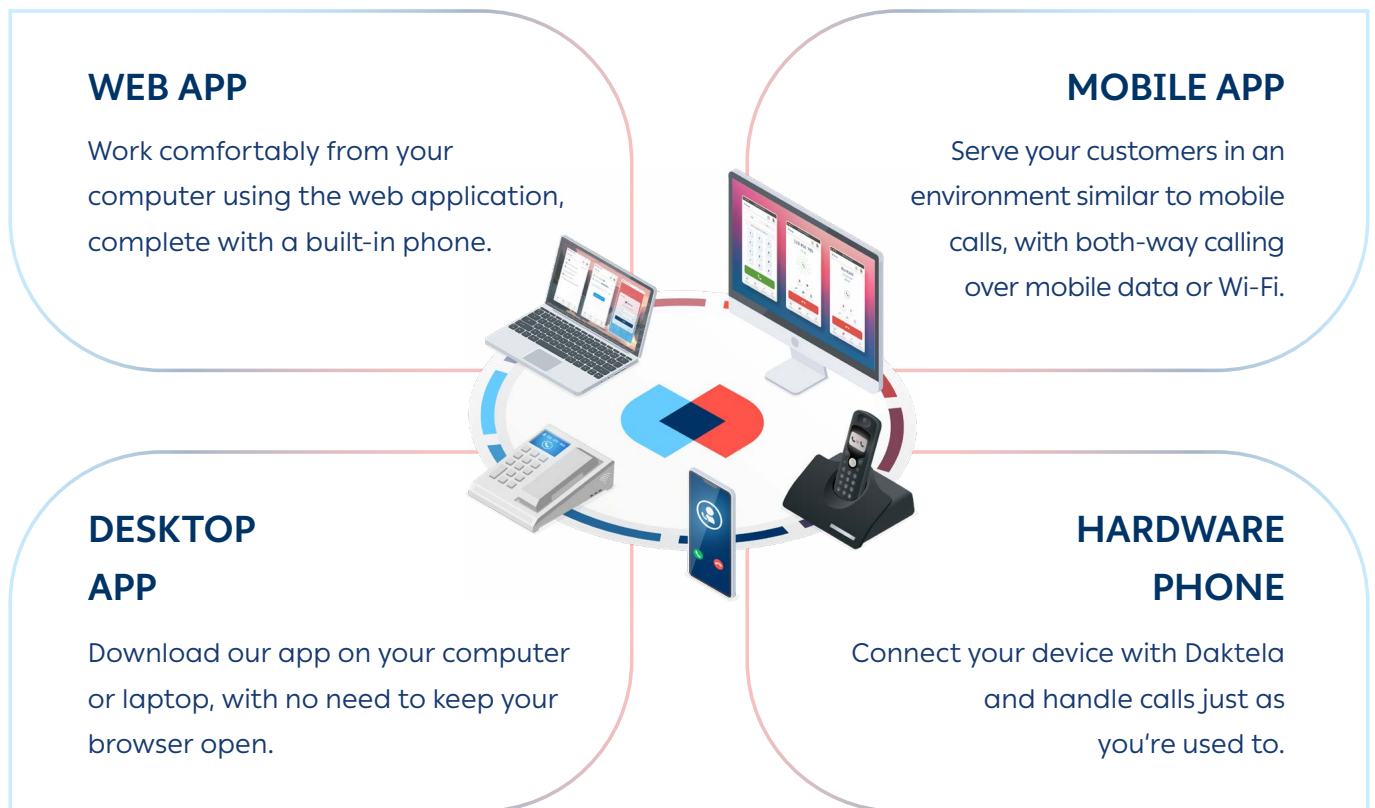 WEB APP
Work comfortably from your
computer using the web application,
complete with a built-in phone.
MOBILE APP
Serve your customers in an
environment similar to mobile
calls, with both-way calling
over mobile data or Wi-Fi.
DESKTOP
APP
Download our app on your computer
or laptop, with no need to keep your
browser open.
HARDWARE
PHONE
Connect your device with Daktela
and handle calls just as
you're used to.